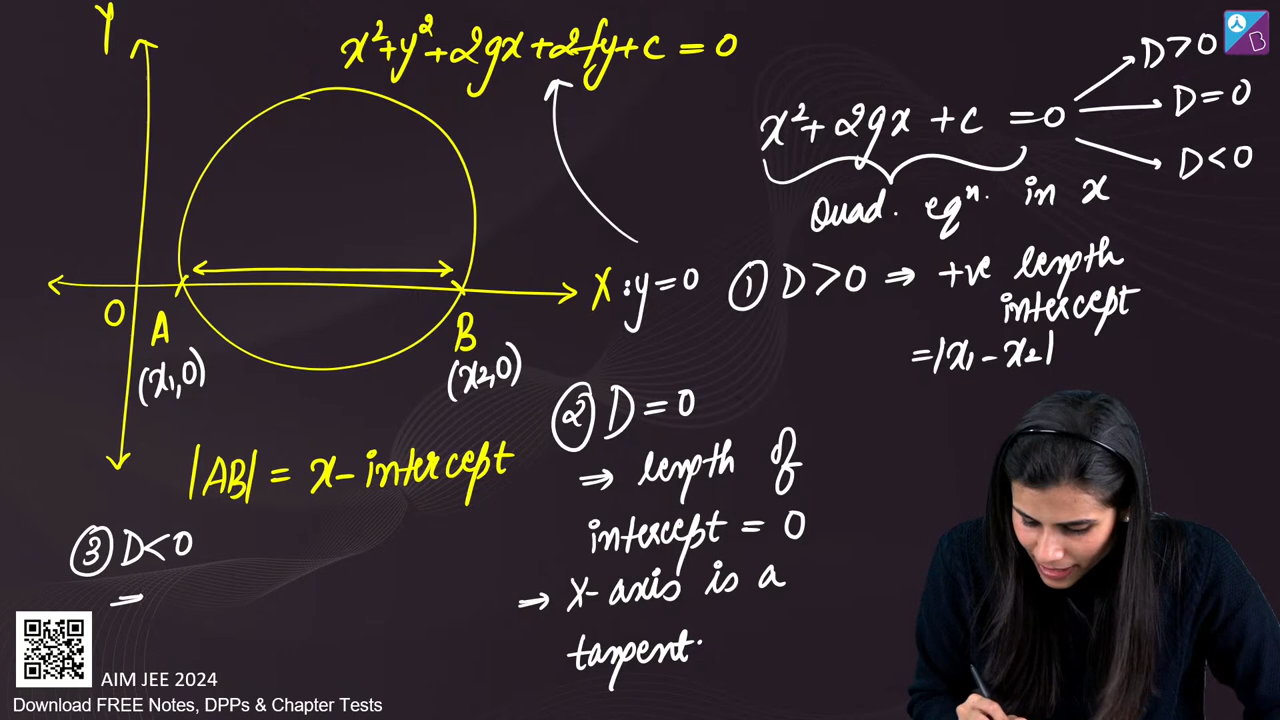 Y
x²+y²+2gx+2fy+c=0
D>0
x²+2gx+c=0
D=0
D<0
Quad. eqⁿ. in x
X :y=0
O
A
B
(x₁,0)
(x₂,0)
① D>0 ⇒ +ve length
intercept
=|x₁-x₂|
|AB| = x-intercept
② D=0
⇒ length of
intercept = 0
⇒ X-axis is a
tangent.
③ D<0
⇒
AIM JEE 2024
Download FREE Notes, DPPs & Chapter Tests
B